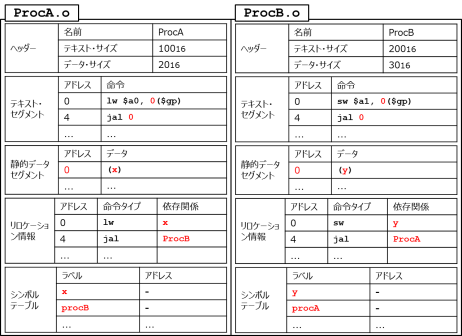 ProcA.o
ヘッダー
名前 ProcA
テキスト・サイズ 10016
データ・サイズ 2016
テキスト・セグメント
アドレス 命令
0 lw $a0, 0($gp)
4 jal 0
... ...
静的データセグメント
アドレス データ
0 (x)
... ...
リロケーション情報
アドレス 命令タイプ 依存関係
0 lw x
4 jal ProcB
... ...
シンボルテーブル
ラベル アドレス
x -
procB -
... ...
ProcB.o
ヘッダー
名前 ProcB
テキスト・サイズ 20016
データ・サイズ 3016
テキスト・セグメント
アドレス 命令
0 sw $a1, 0($gp)
4 jal 0
... ...
静的データセグメント
アドレス データ
0 (y)
... ...
リロケーション情報
アドレス 命令タイプ 依存関係
0 sw y
4 jal ProcA
... ...
シンボルテーブル
ラベル アドレス
y -
procA -
... ...